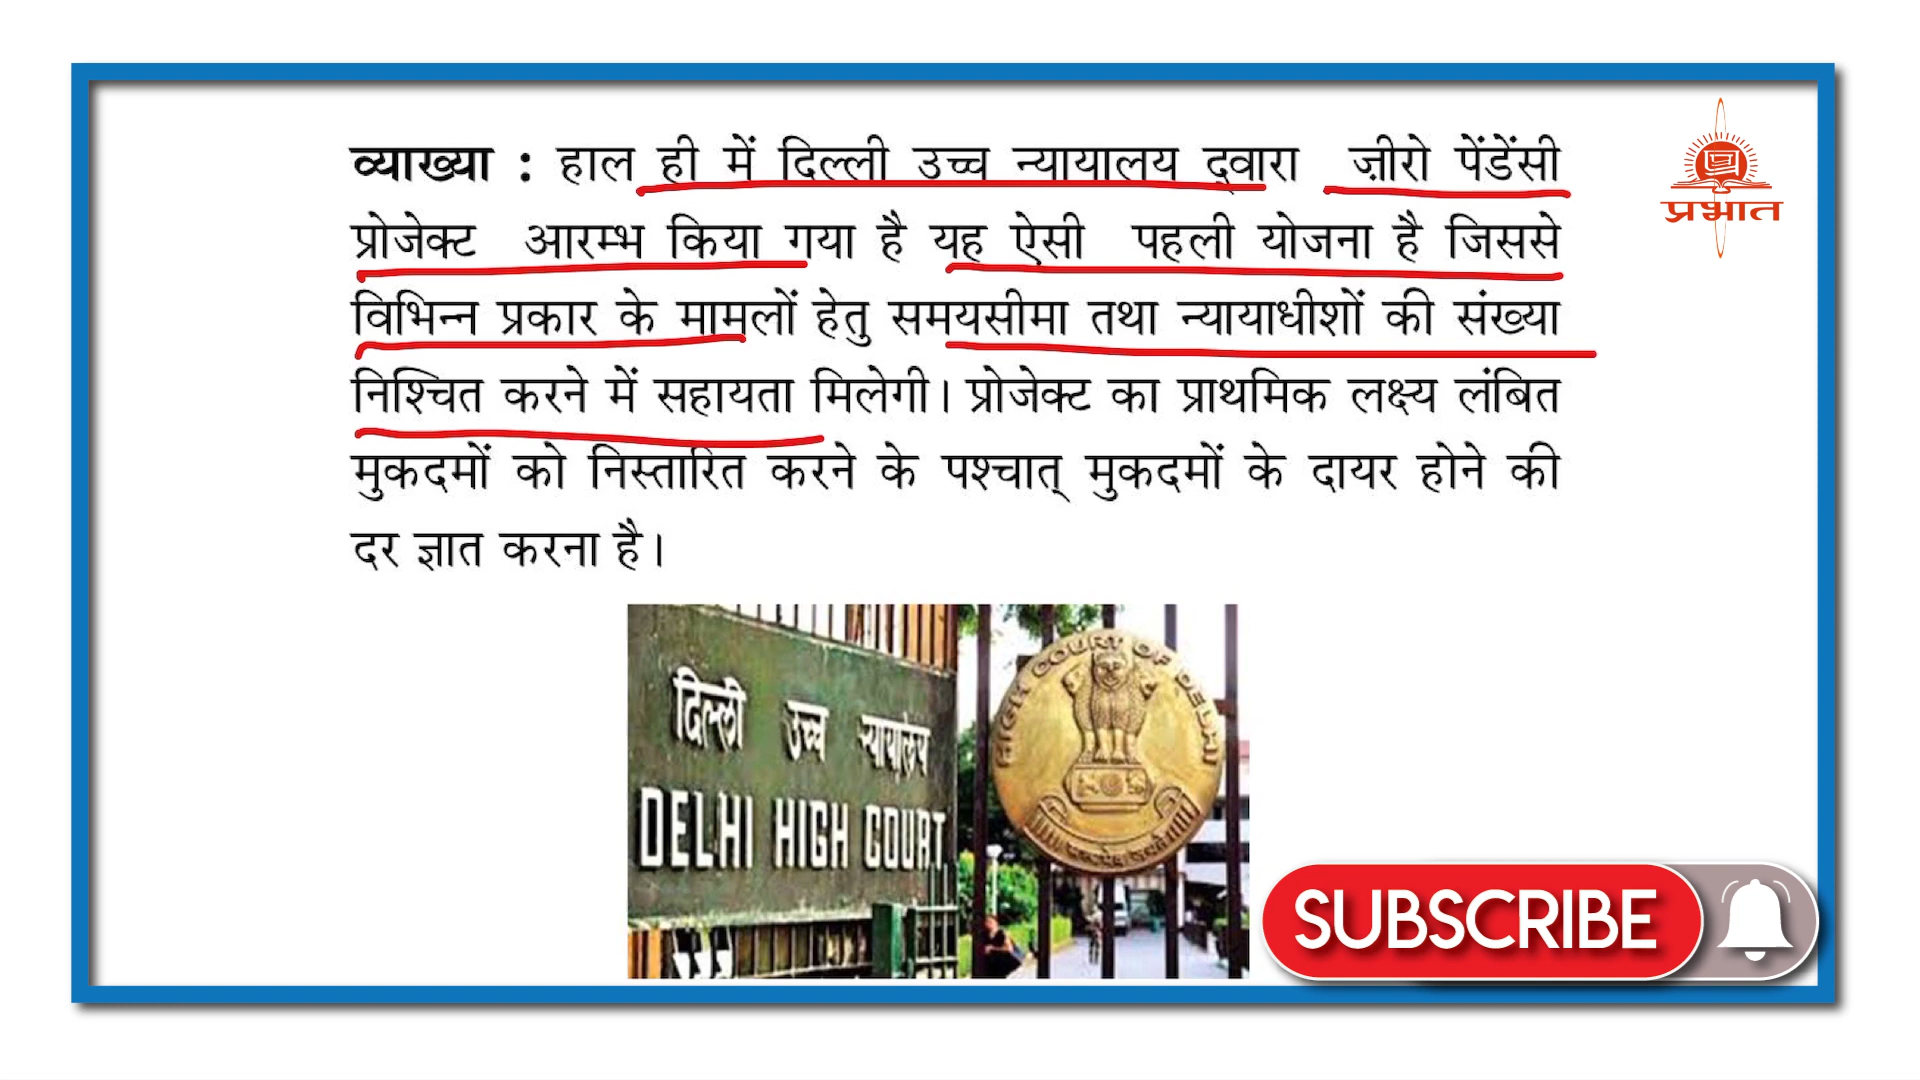 व्याख्या : हाल ही में दिल्ली उच्च न्यायालय द्वारा ज़ीरो पेंडेंसी
प्रोजेक्ट आरम्भ किया गया है यह ऐसी पहली योजना है जिससे
विभिन्न प्रकार के मामलों हेतु समयसीमा तथा न्यायाधीशों की संख्या
निश्चित करने में सहायता मिलेगी। प्रोजेक्ट का प्राथमिक लक्ष्य लंबित
मुकदमों को निस्तारित करने के पश्चात् मुकदमों के दायर होने की
दर ज्ञात करना है।
प्रभात
दिल्ली उच्च न्यायालय
DELHI HIGH COURT
HIGH COURT OF DELHI
SUBSCRIBE